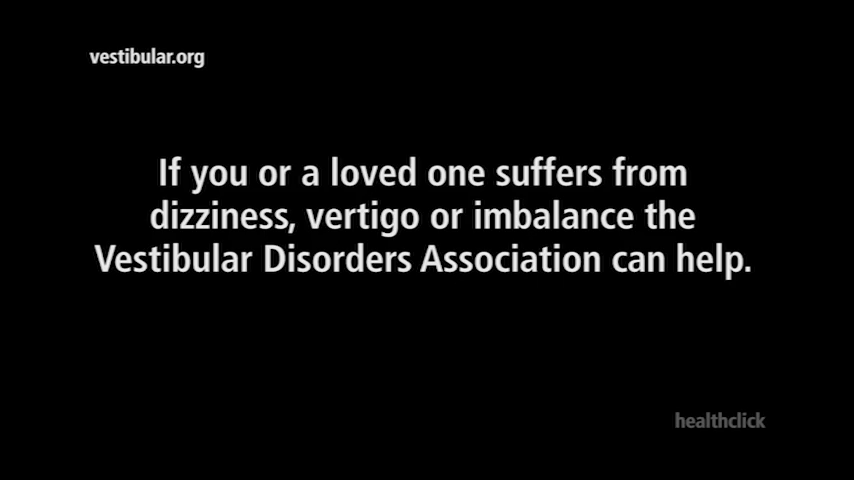 vestibular.org
If you or a loved one suffers from
dizziness, vertigo or imbalance the
Vestibular Disorders Association can help.
healthclick